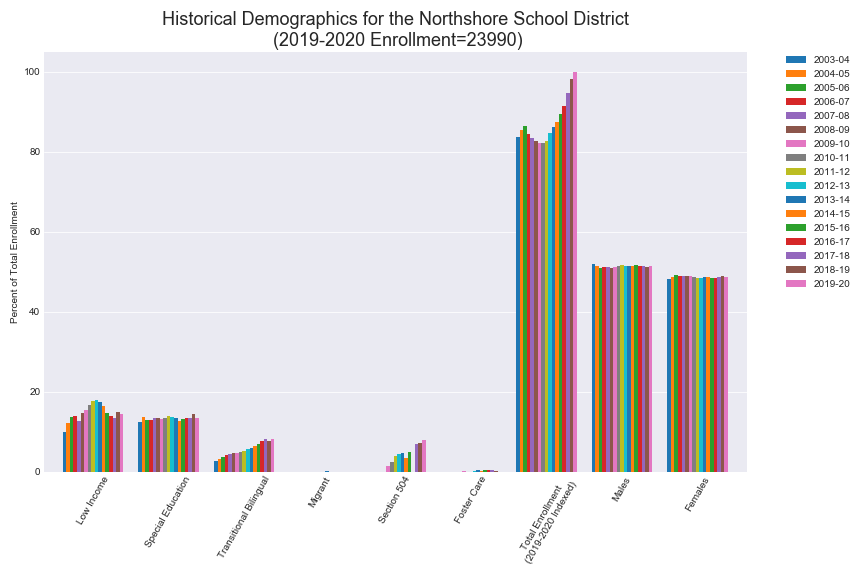 Historical Demographics for the Northshore School District
(2019-2020 Enrollment=23990)
Percent of Total Enrollment
100
80
60
40
20
0
Low Income
Special Education
Transitional Bilingual
Migrant
Section 504
Foster Care
Total Enrollment
(2019-2020 Indexed)
Males
Females
2003-04
2004-05
2005-06
2006-07
2007-08
2008-09
2009-10
2010-11
2011-12
2012-13
2013-14
2014-15
2015-16
2016-17
2017-18
2018-19
2019-20